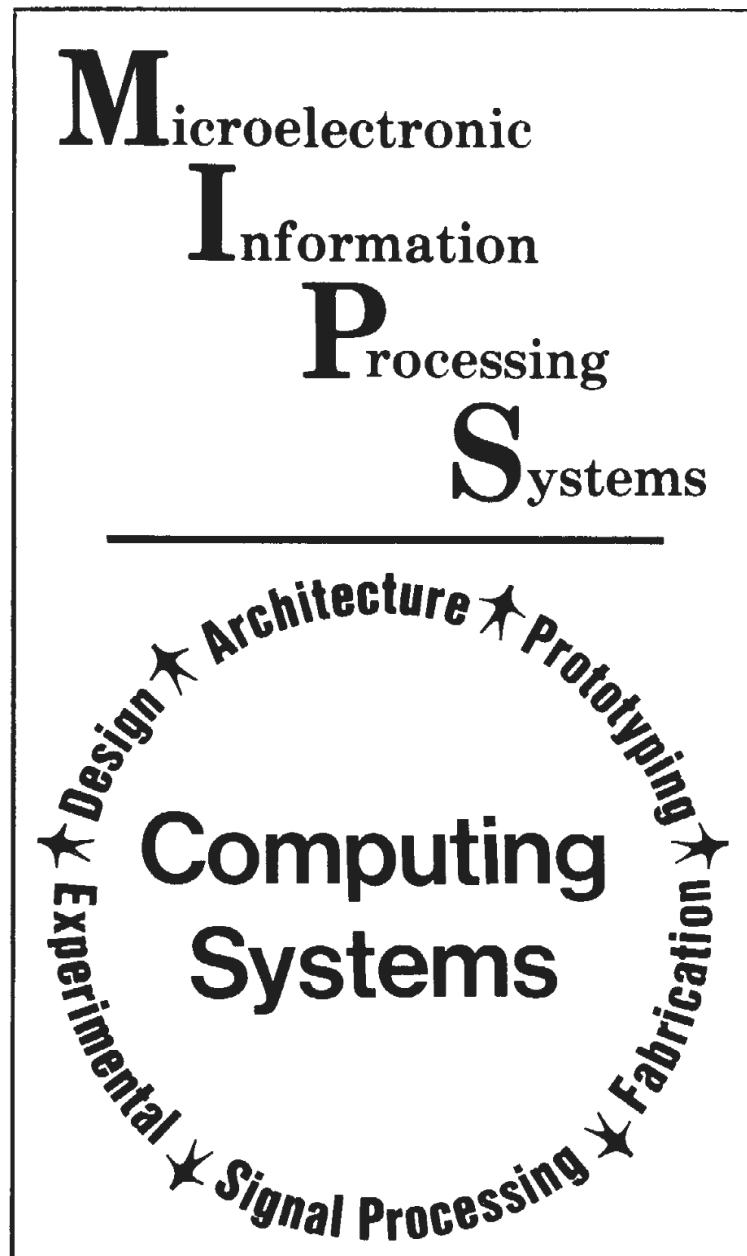 Microelectronic
Information
Processing
Systems
Architecture
Prototyping
Fabrication
Signal Processing
Experimental
Design
Computing
Systems